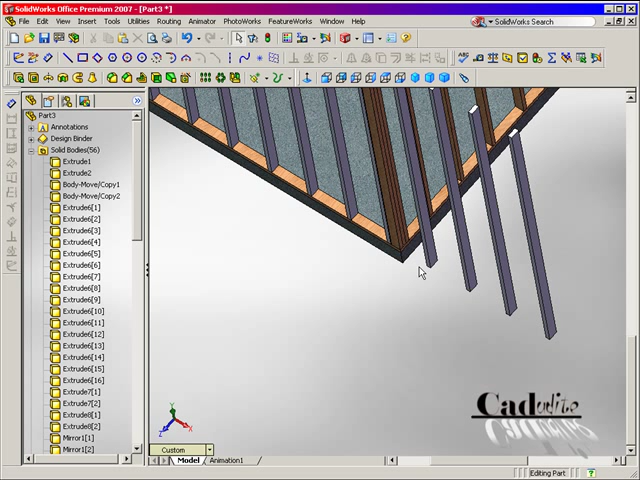 SolidWorks Office Premium 2007 - [Part3 *]
File Edit View Insert Tools Utilities Routing Animator PhotoWorks FeatureWorks Window Help SolidWorks Search
Part3
Annotations
Design Binder
Solid Bodies(56)
Extrude1
Extrude2
Body-Move/Copy1
Body-Move/Copy2
Extrude6[1]
Extrude6[2]
Extrude6[3]
Extrude6[4]
Extrude6[5]
Extrude6[6]
Extrude6[7]
Extrude6[8]
Extrude6[9]
Extrude6[10]
Extrude6[11]
Extrude6[12]
Extrude6[13]
Extrude6[14]
Extrude6[15]
Extrude6[16]
Extrude7[1]
Extrude7[2]
Extrude8[1]
Extrude8[2]
Mirror1[1]
Mirror1[2]
Y
X
Z
Cadudite
Custom
Model Animation1
Editing Part